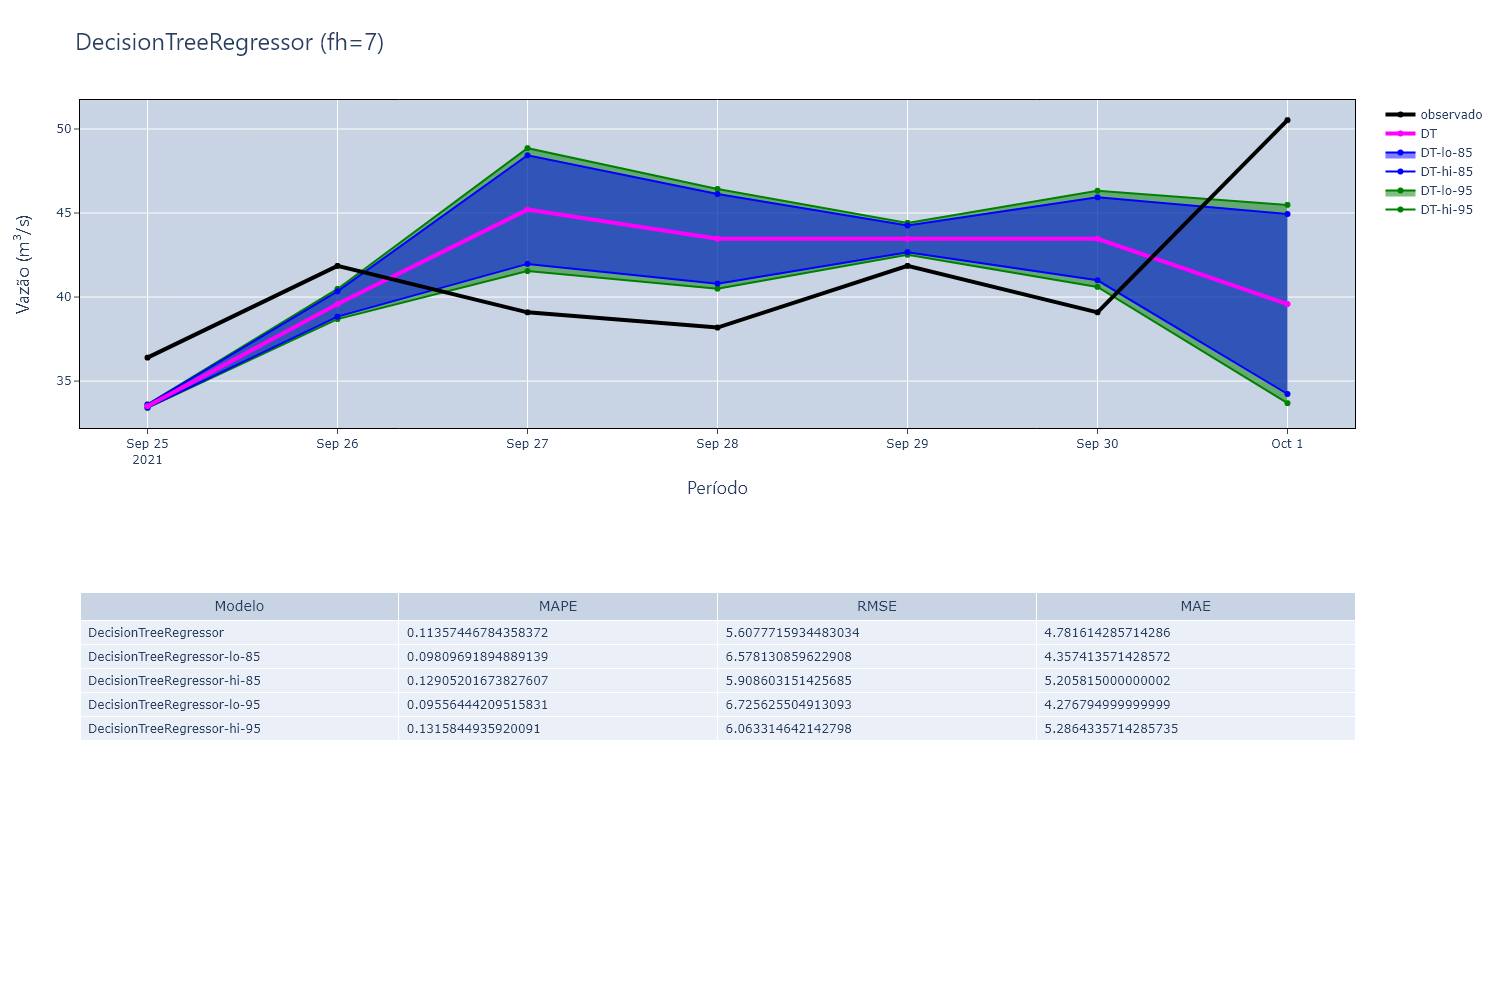 DecisionTreeRegressor (fh=7)
observado
DT
DT-lo-85
DT-hi-85
DT-lo-95
DT-hi-95
Vazão (m³/s)
50
45
40
35
Sep 25 Sep 26 Sep 27 Sep 28 Sep 29 Sep 30 Oct 1
2021
Período
Modelo MAPE RMSE MAE
DecisionTreeRegressor 0.11357446784358372 5.6077715934483034 4.781614285714286
DecisionTreeRegressor-lo-85 0.09809691894889139 6.578130859622908 4.357413571428572
DecisionTreeRegressor-hi-85 0.12905201673827607 5.908603151425685 5.205815000000002
DecisionTreeRegressor-lo-95 0.09556444209515831 6.725625504913093 4.276794999999999
DecisionTreeRegressor-hi-95 0.1315844935920091 6.063314642142798 5.2864335714285735